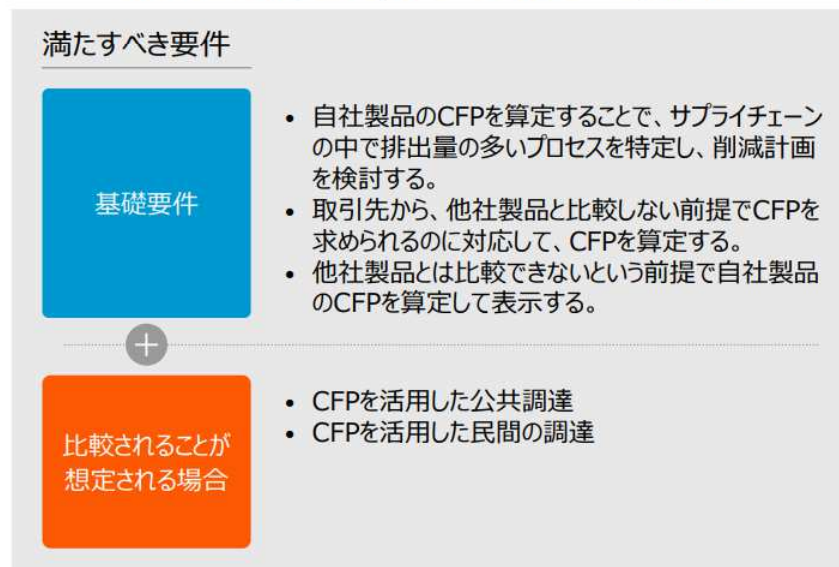 満たすべき要件
基礎要件
• 自社製品のCFPを算定することで、サプライチェーン
の中で排出量の多いプロセスを特定し、削減計画
を検討する。
• 取引先から、他社製品と比較しない前提でCFPを
求められるのに対応して、CFPを算定する。
• 他社製品とは比較できないという前提で自社製品
のCFPを算定して表示する。
+
比較されることが
想定される場合
• CFPを活用した公共調達
• CFPを活用した民間の調達